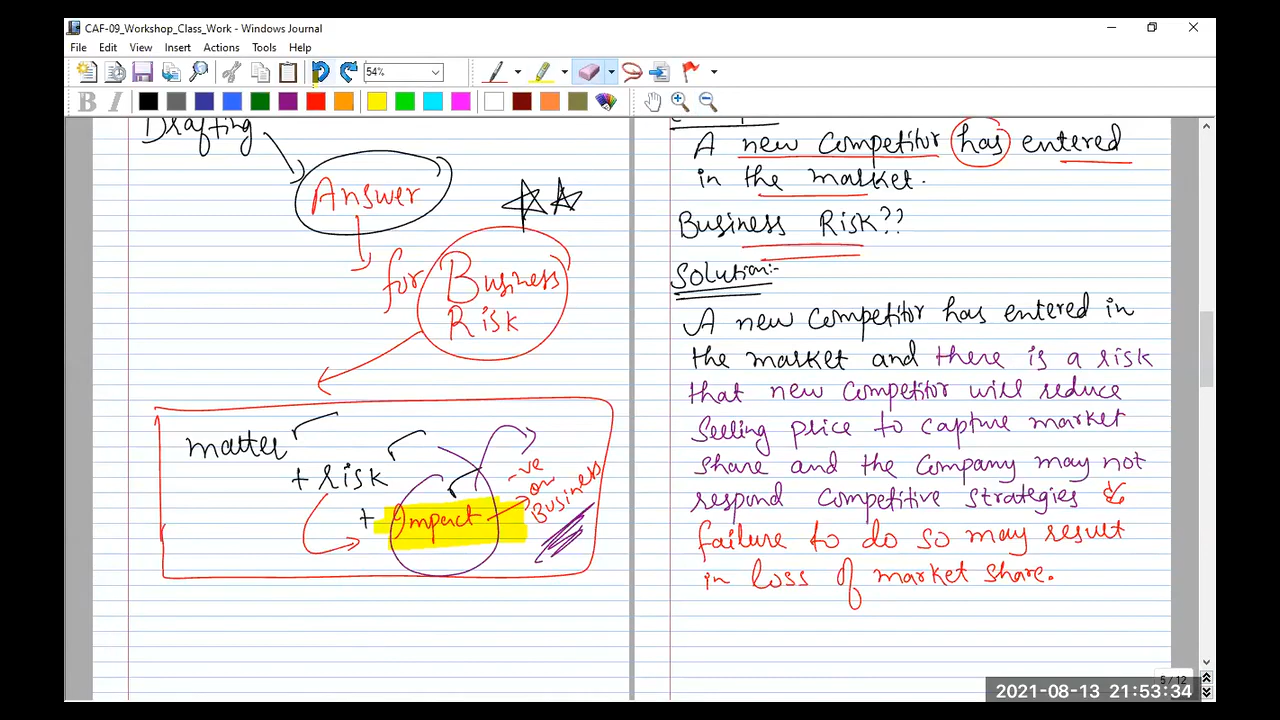 CAF-09_Workshop_Class_Work - Windows Journal
File Edit View Insert Actions Tools Help
54%
B I
Drafting
Answer
for Business
Risk
matter
+ risk
+ Impact
-ve
on
Business
A new Competitor has entered
in the market.
Business Risk??
Solution:-
A new Competitor has entered in
the market and there is a risk
that new Competitor will reduce
Selling price to capture market
share and the Company may not
respond Competitive strategies &
failure to do so may result
in loss of market share.
5 / 12
2021-08-13 21:53:34